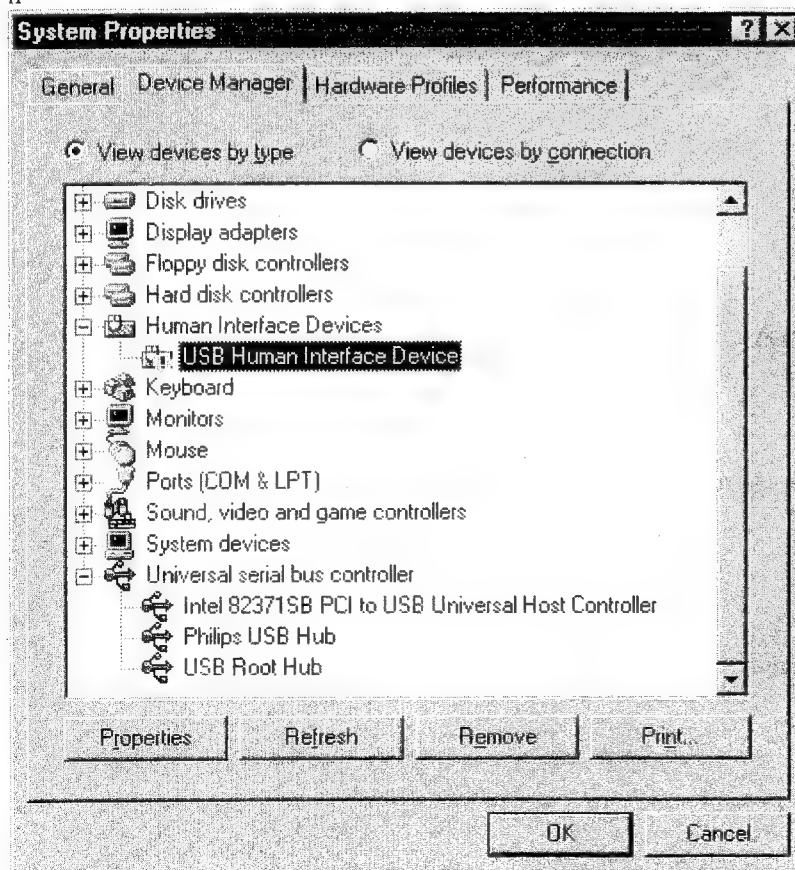 System Properties
General Device Manager Hardware Profiles Performance
View devices by type View devices by connection
Disk drives
Display adapters
Floppy disk controllers
Hard disk controllers
Human Interface Devices
USB Human Interface Device
Keyboard
Monitors
Mouse
Ports (COM & LPT)
Sound, video and game controllers
System devices
Universal serial bus controller
Intel 82371SB PCI to USB Universal Host Controller
Philips USB Hub
USB Root Hub
Properties Refresh Remove Print...
OK Cancel